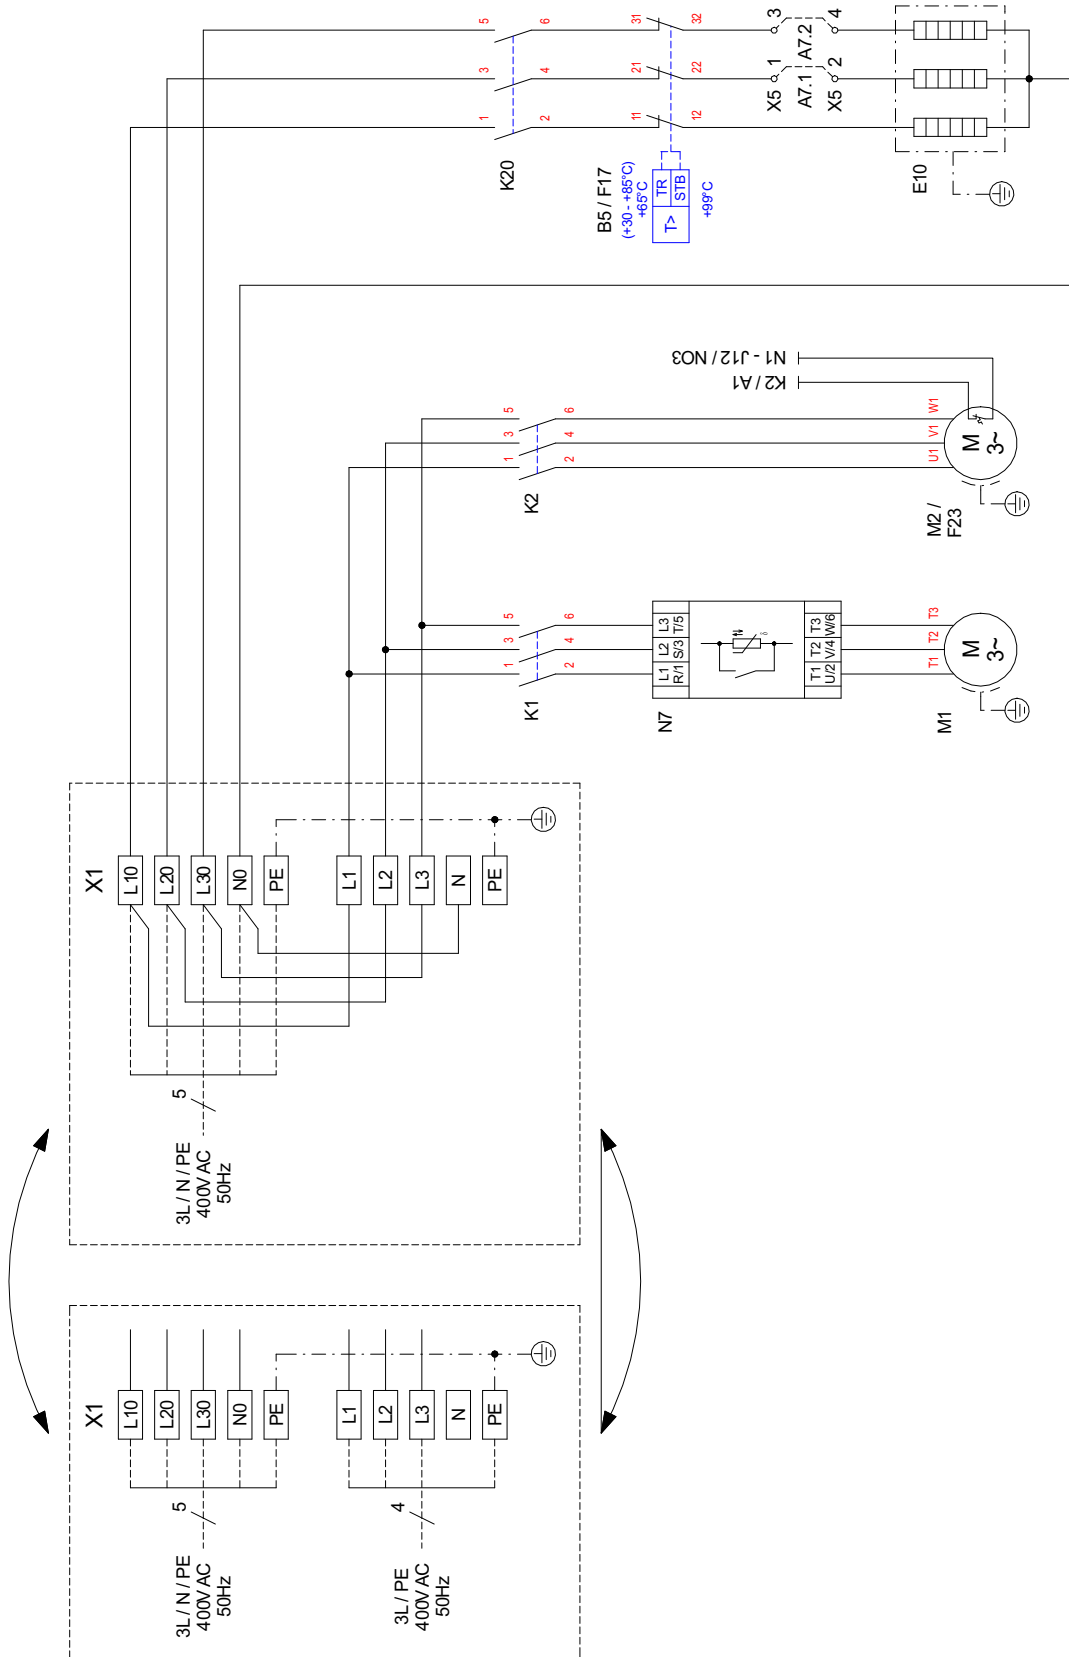 X1
L10
L20
L30
N0
PE
L1
L2
L3
N
PE
5
3L / N / PE
400V AC
50Hz
4
3L / PE
400V AC
50Hz
X1
L10
L20
L30
N0
PE
L1
L2
L3
N
PE
5
3L / N / PE
400V AC
50Hz
K20
1 2
3 4
5 6
B5 / F17
(+30 - +85°C)
+65°C
T> TR
STB
+99°C
11 12
21 22
31 32
X5 1
A7.1
X5 2
3
A7.2
4
E10
K2
1 2
3 4
5 6
U1 V1 W1
M
3~
M2 /
F23
K2 / A1
N1 - J12 / NO3
K1
1 2
3 4
5 6
N7
L1 L2 L3
R/1 S/3 T/5
T1 T2 T3
U/2 V/4 W/6
T1 T2 T3
M
3~
M1